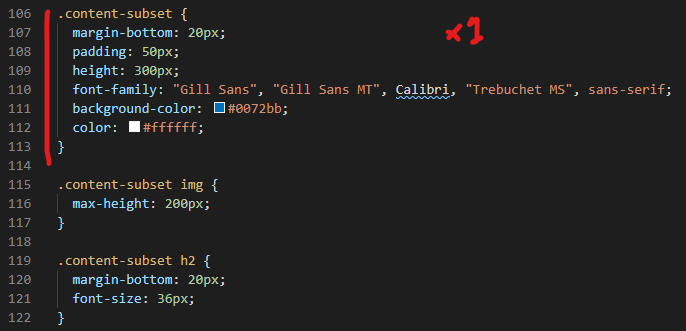 106 .content-subset {
107 margin-bottom: 20px;
108 padding: 50px;
109 height: 300px;
110 font-family: "Gill Sans", "Gill Sans MT", Calibri, "Trebuchet MS", sans-serif;
111 background-color: #0072bb;
112 color: #ffffff;
113 }
114
115 .content-subset img {
116 max-height: 200px;
117 }
118
119 .content-subset h2 {
120 margin-bottom: 20px;
121 font-size: 36px;
122 }
x1